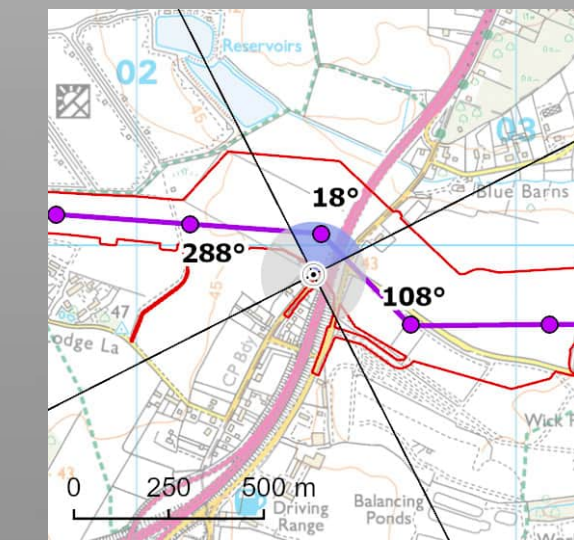 Reservoirs
02
45
03
18°
Blue Barns
288°
43
108°
47
45
odge La
CP Bdy
Wick
43
0 250 500 m
Driving
Range
Balancing
Ponds